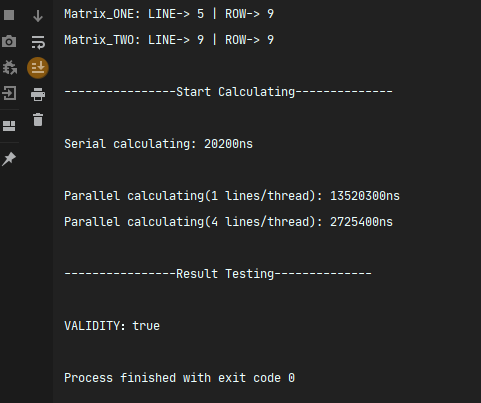 Matrix_ONE: LINE-> 5 | ROW-> 9
Matrix_TWO: LINE-> 9 | ROW-> 9
----------------Start Calculating--------------
Serial calculating: 20200ns
Parallel calculating(1 lines/thread): 13520300ns
Parallel calculating(4 lines/thread): 2725400ns
----------------Result Testing--------------
VALIDITY: true
Process finished with exit code 0